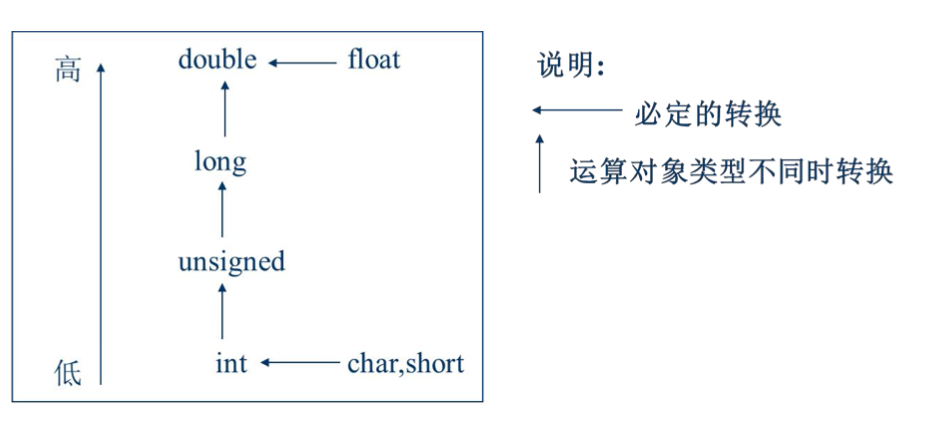 高 double float
说明：
必定的转换
long
运算对象类型不同时转换
unsigned
低 int char,short